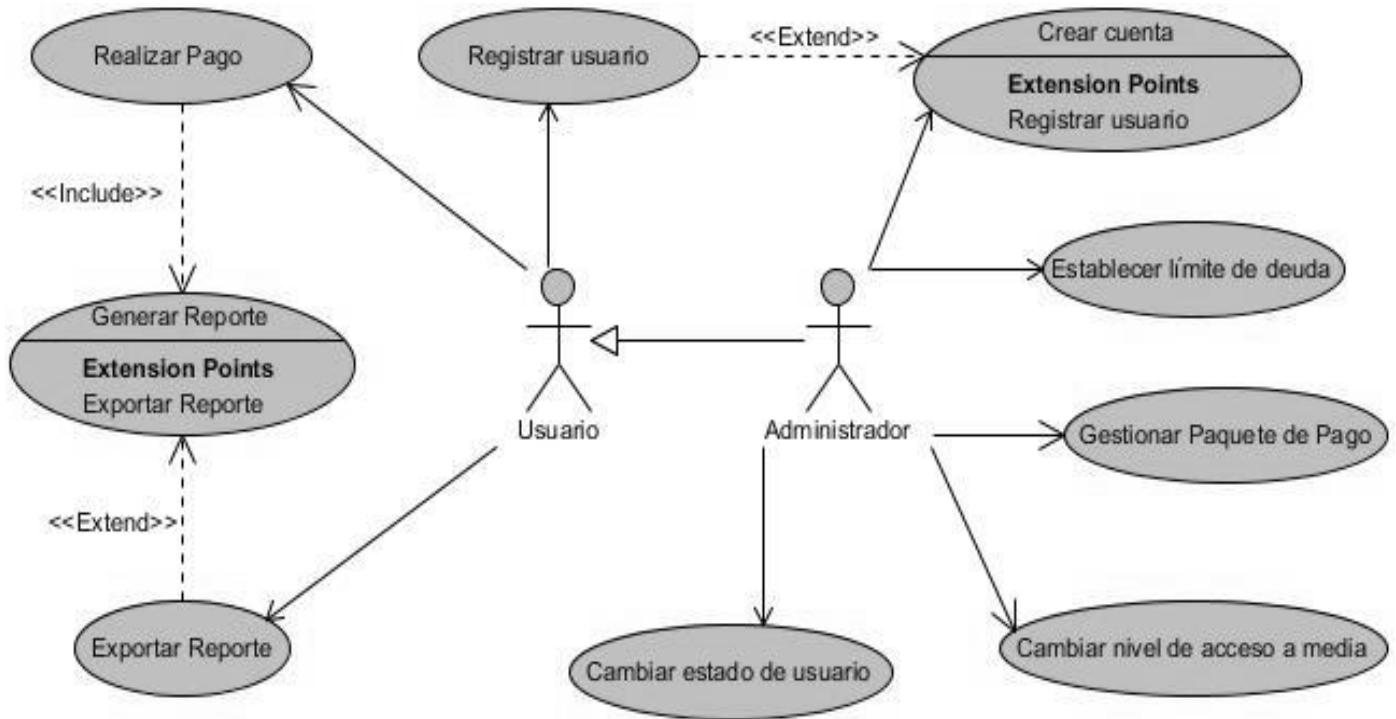 Realizar Pago
Registrar usuario
<<Extend>>
Crear cuenta
Extension Points
Registrar usuario
<<Include>>
Establecer límite de deuda
Generar Reporte
Extension Points
Exportar Reporte
Usuario
Administrador
Gestionar Paquete de Pago
<<Extend>>
Exportar Reporte
Cambiar estado de usuario
Cambiar nivel de acceso a media